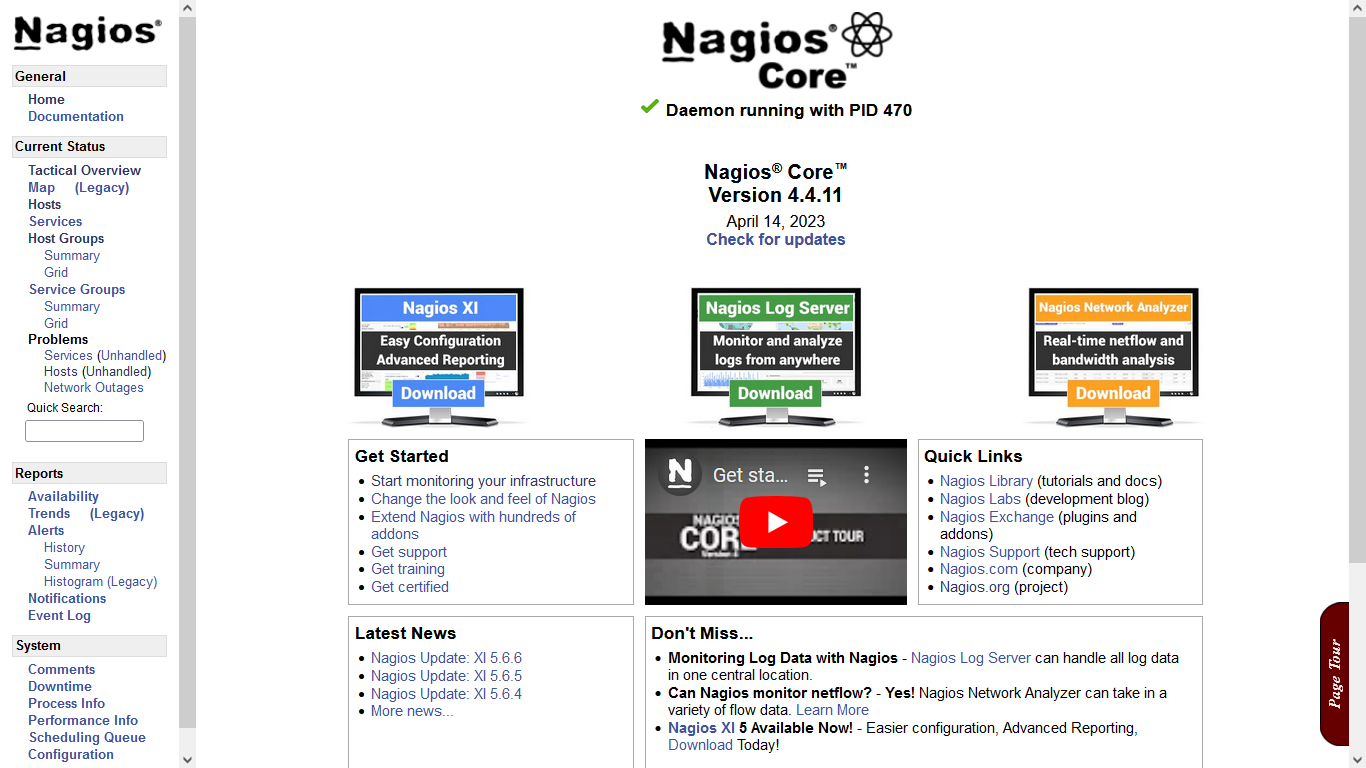 Nagios®
General
Home
Documentation
Current Status
Tactical Overview
Map (Legacy)
Hosts
Services
Host Groups
Summary
Grid
Service Groups
Summary
Grid
Problems
Services (Unhandled)
Hosts (Unhandled)
Network Outages
Quick Search:
Reports
Availability
Trends (Legacy)
Alerts
History
Summary
Histogram (Legacy)
Notifications
Event Log
System
Comments
Downtime
Process Info
Performance Info
Scheduling Queue
Configuration
Nagios®
Core™
Daemon running with PID 470
Nagios® Core™
Version 4.4.11
April 14, 2023
Check for updates
Nagios XI
Easy Configuration
Advanced Reporting
Download
Nagios Log Server
Monitor and analyze
logs from anywhere
Download
Nagios Network Analyzer
Real-time netflow and
bandwidth analysis
Download
Get Started
Start monitoring your infrastructure
Change the look and feel of Nagios
Extend Nagios with hundreds of
addons
Get support
Get training
Get certified
N
Get sta...
NAGIOS
CORE
UCT TOUR
Quick Links
Nagios Library (tutorials and docs)
Nagios Labs (development blog)
Nagios Exchange (plugins and
addons)
Nagios Support (tech support)
Nagios.com (company)
Nagios.org (project)
Latest News
Nagios Update: XI 5.6.6
Nagios Update: XI 5.6.5
Nagios Update: XI 5.6.4
More news...
Don't Miss...
Monitoring Log Data with Nagios - Nagios Log Server can handle all log data
in one central location.
Can Nagios monitor netflow? - Yes! Nagios Network Analyzer can take in a
variety of flow data. Learn More
Nagios XI 5 Available Now! - Easier configuration, Advanced Reporting,
Download Today!
Page Tour